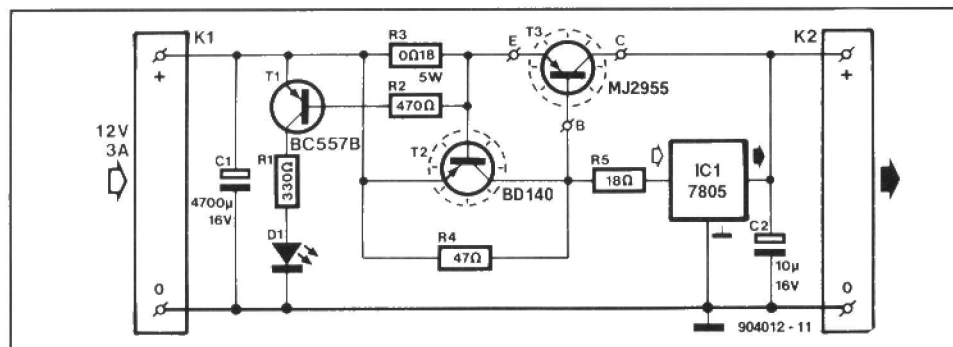 K1
+
12V
3A
0
C1
4700µ
16V
T1
BC557B
R1
330Ω
D1
R3
0Ω18
5W
R2
470Ω
T2
BD140
R4
47Ω
E
T3
C
MJ2955
B
R5
18Ω
IC1
7805
C2
10µ
16V
K2
+
0
904012 - 11